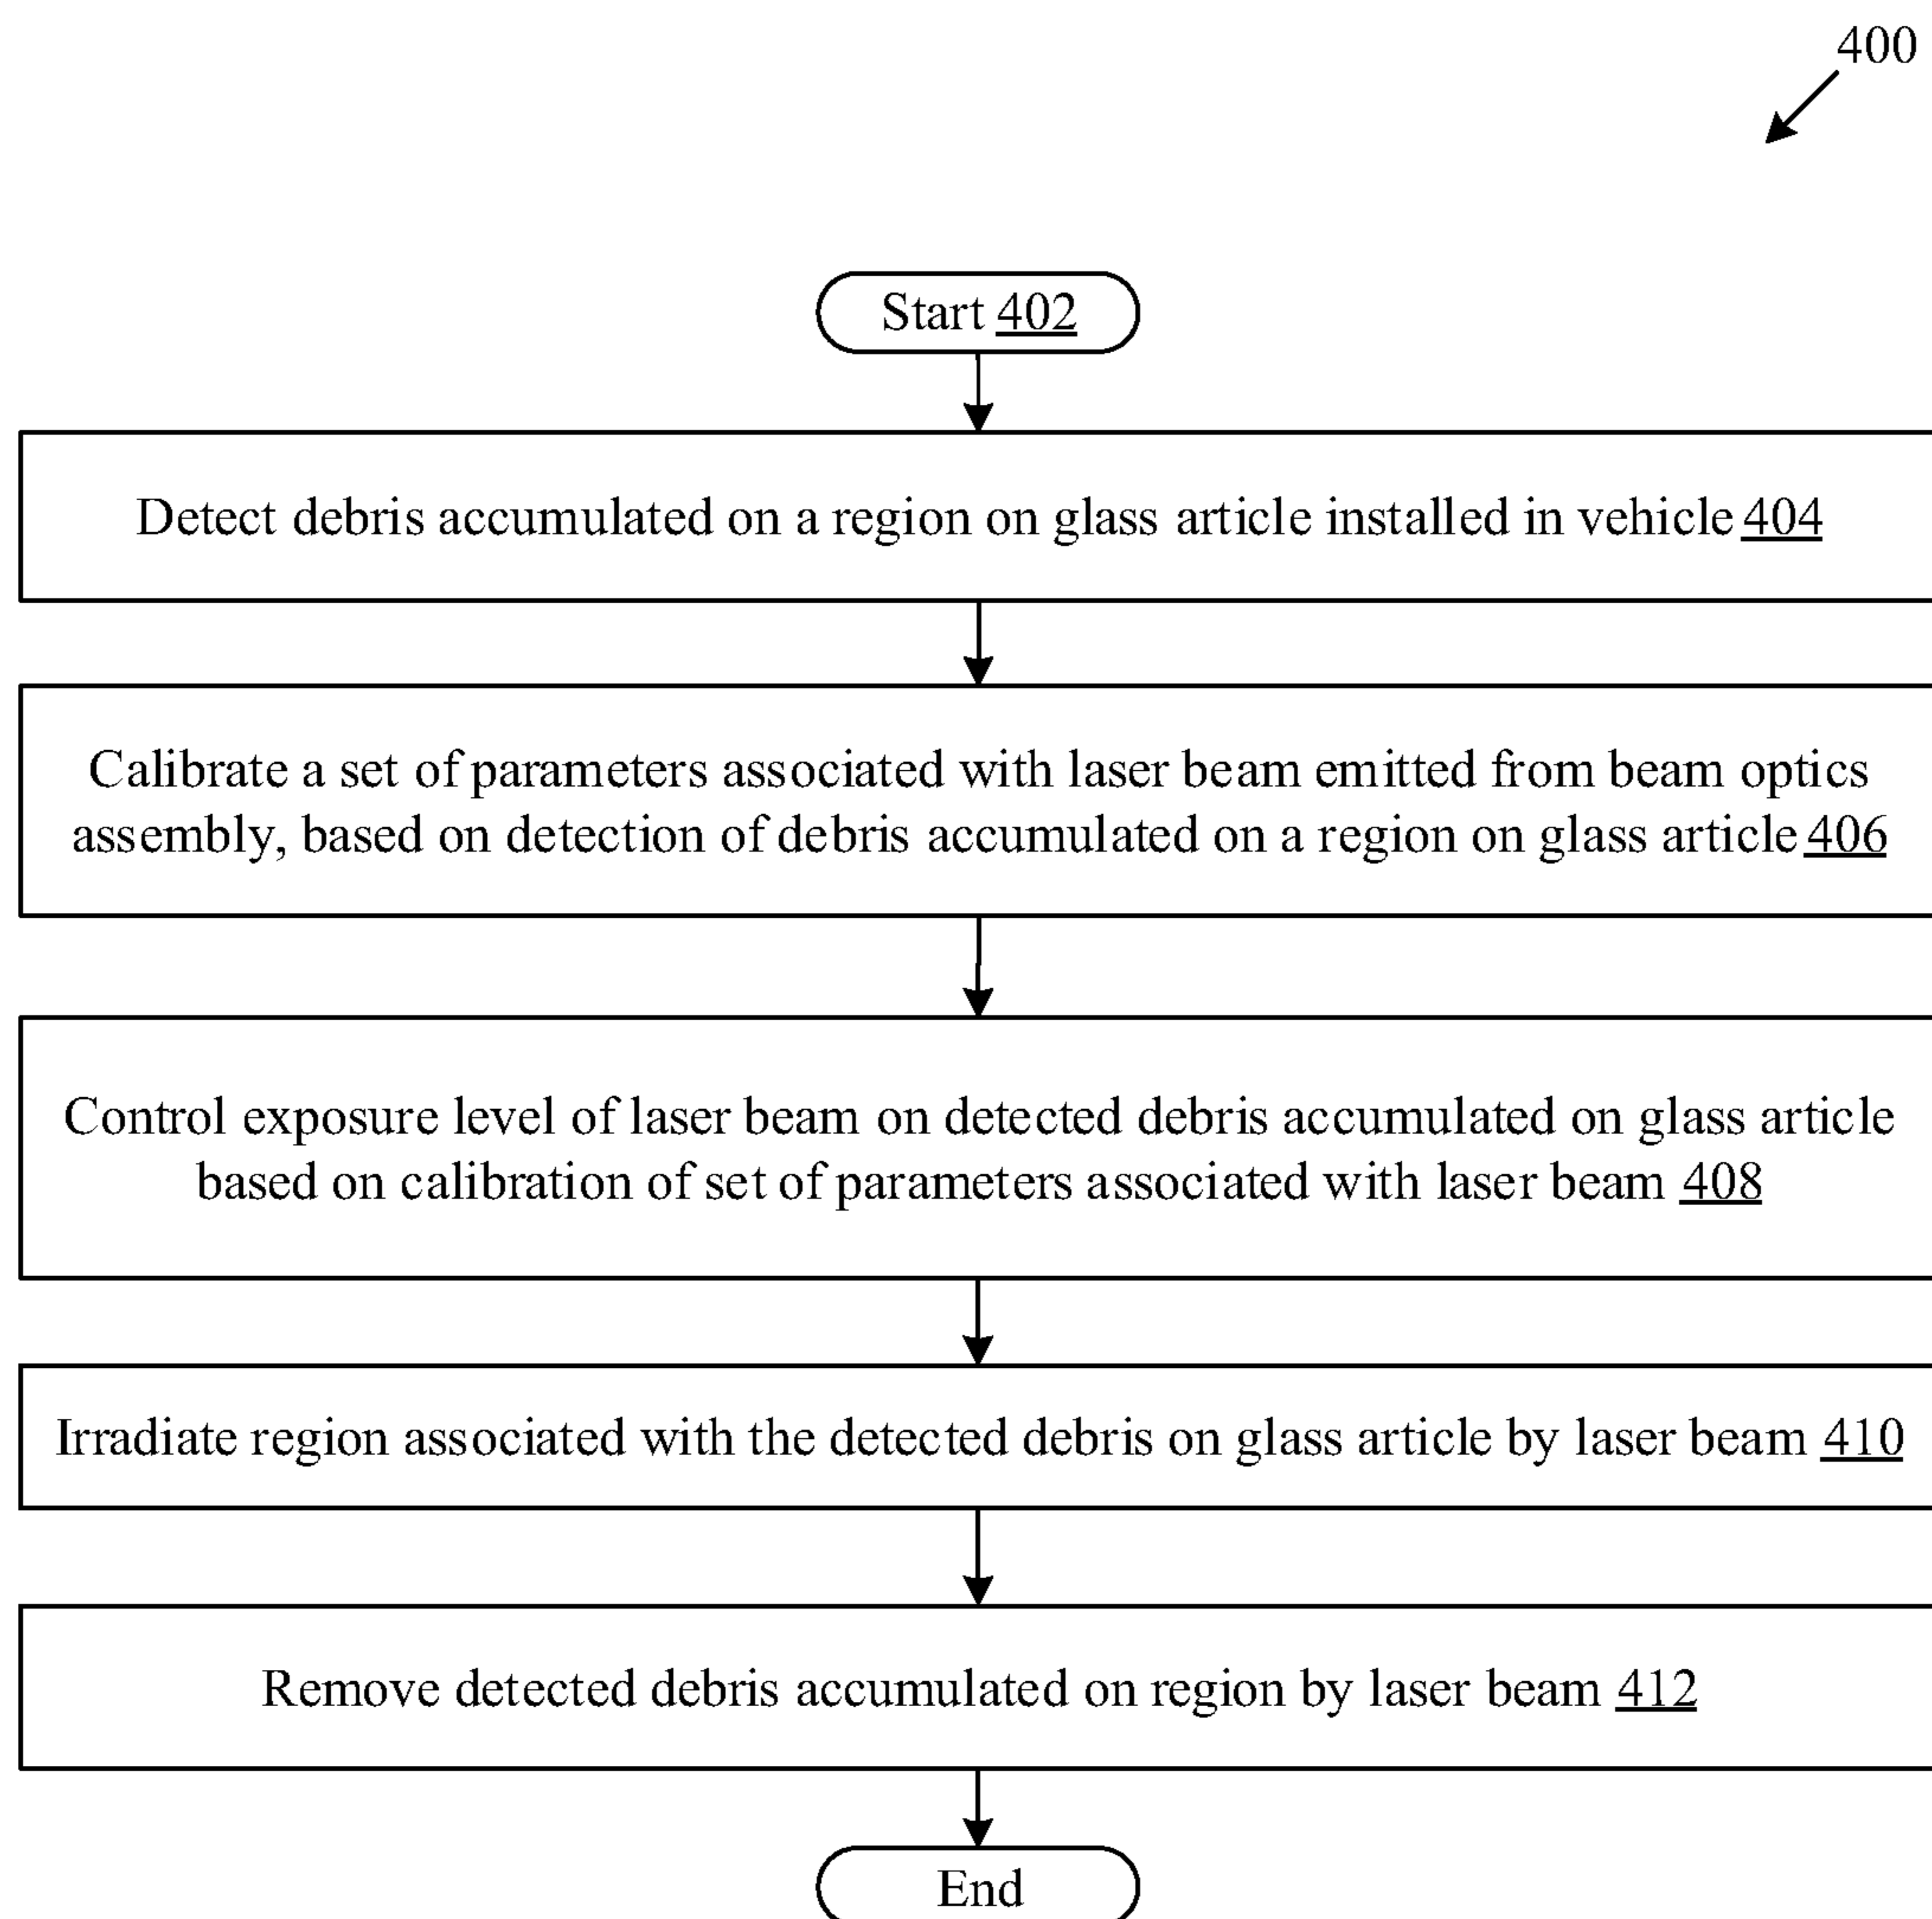 400
Start 402
Detect debris accumulated on a region on glass article installed in vehicle 404
Calibrate a set of parameters associated with laser beam emitted from beam optics
assembly, based on detection of debris accumulated on a region on glass article 406
Control exposure level of laser beam on detected debris accumulated on glass article
based on calibration of set of parameters associated with laser beam 408
Irradiate region associated with the detected debris on glass article by laser beam 410
Remove detected debris accumulated on region by laser beam 412
End